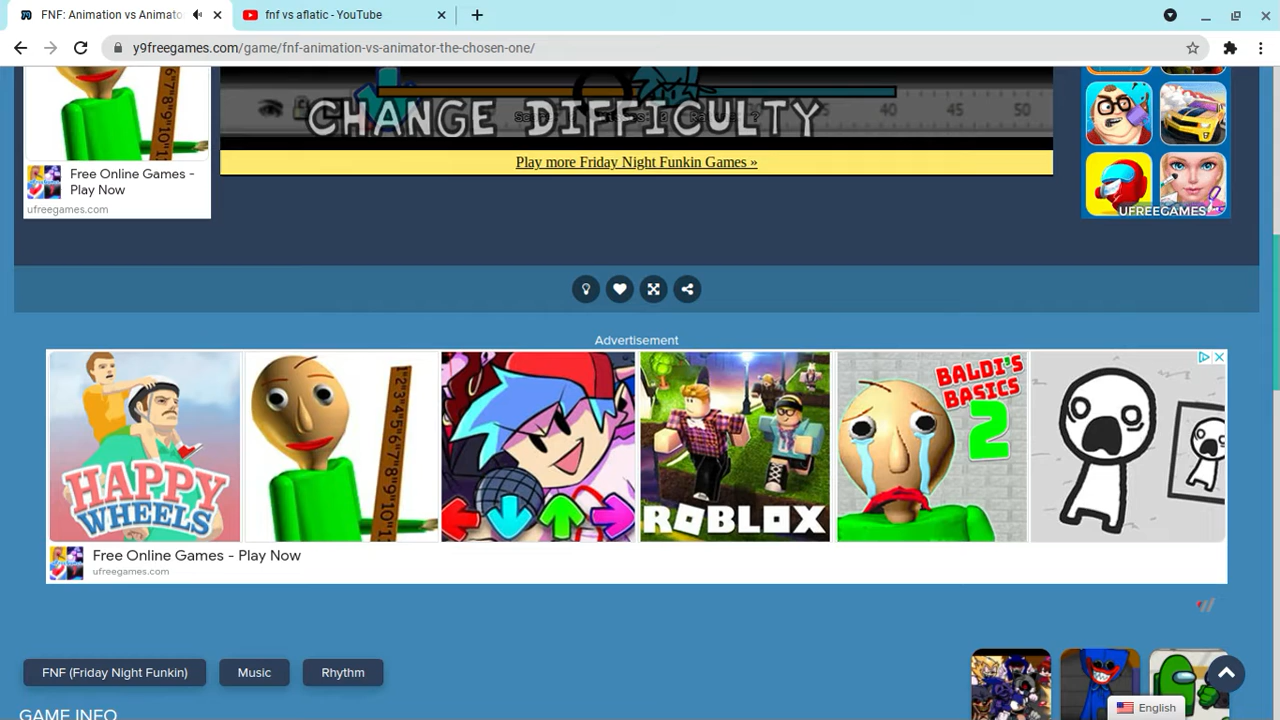 FNF: Animation vs Animato
fnf vs aflatic - YouTube
y9freegames.com/game/fnf-animation-vs-animator-the-chosen-one/
CHANGE DIFFICULTY
40 45 50
Play more Friday Night Funkin Games »
Free Online Games -
Play Now
ufreegames.com
UFREEGAMES
Advertisement
HAPPY
WHEELS
ROBLOX
BALDI'S
BASICS
2
Free Online Games - Play Now
ufreegames.com
FNF (Friday Night Funkin)
Music
Rhythm
English
GAME INFO